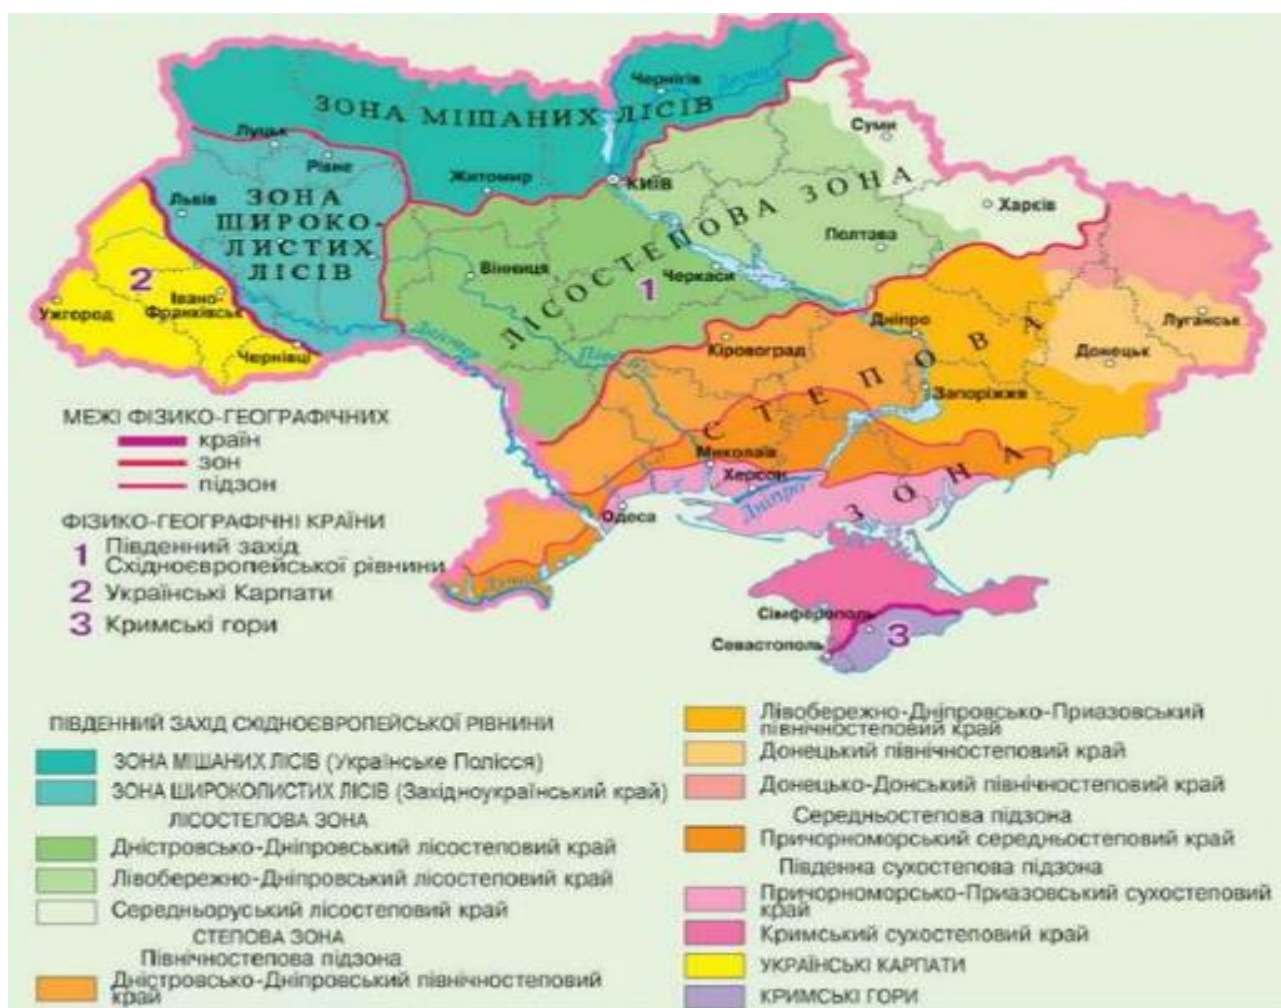 Чернігів
Десна
ЗОНА МІШАНИХ ЛІСІВ
Суми
Луцьк
Рівне
Житомир
КИЇВ
ЗОНА
ШИРОКО-
ЛИСТИХ
ЛІСІВ
Львів
Харків
ЛІСОСТЕПОВА ЗОНА
Полтава
Вінниця
Черкаси
1
2
Івано-
Франківськ
Ужгород
Чернівці
Дністер
Дніпро
Луганськ
Кіровоград
Донецьк
Запоріжжя
СТЕПОВА
ЗОНА
Миколаїв
Херсон
Дніпро
Одеса
Дунай
Сімферополь
3
Севастополь
МЕЖІ ФІЗИКО-ГЕОГРАФІЧНИХ
країн
зон
підзон
ФІЗИКО-ГЕОГРАФІЧНІ КРАЇНИ
1 Південний захід
Східноєвропейської рівнини
2 Українські Карпати
3 Кримські гори
ПІВДЕННИЙ ЗАХІД СХІДНОЄВРОПЕЙСЬКОЇ РІВНИНИ
ЗОНА МІШАНИХ ЛІСІВ (Українське Полісся)
ЗОНА ШИРОКОЛИСТИХ ЛІСІВ (Західноукраїнський край)
ЛІСОСТЕПОВА ЗОНА
Дністровсько-Дніпровський лісостеповий край
Лівобережно-Дніпровський лісостеповий край
Середньоруський лісостеповий край
СТЕПОВА ЗОНА
Північностепова підзона
Дністровсько-Дніпровський північностеповий
край
Лівобережно-Дніпровсько-Приазовський
північностеповий край
Донецький північностеповий край
Донецько-Донський північностеповий край
Середньостепова підзона
Причорноморський середньостеповий край
Південна сухостепова підзона
Причорноморсько-Приазовський сухостеповий
край
Кримський сухостеповий край
УКРАЇНСЬКІ КАРПАТИ
КРИМСЬКІ ГОРИ